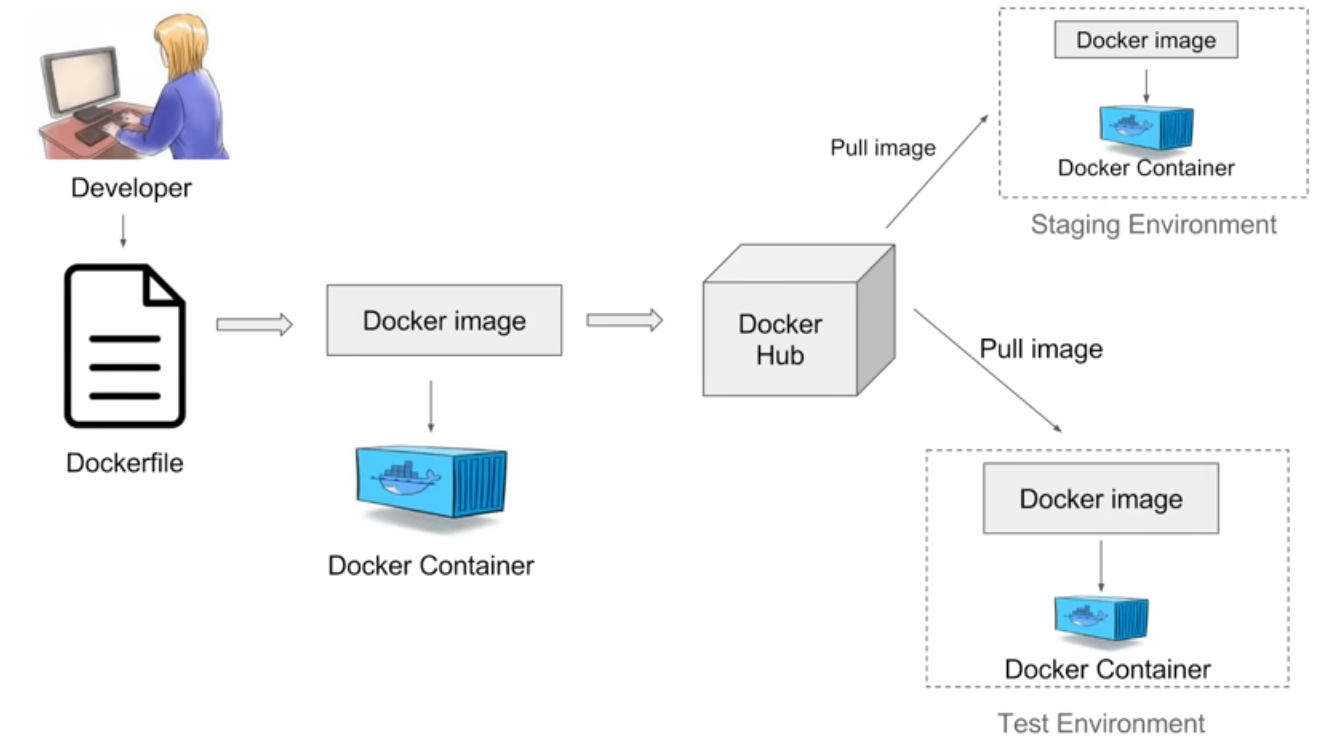 Developer
Dockerfile
Docker image
Docker Container
Docker
Hub
Pull image
Docker image
Docker Container
Staging Environment
Pull image
Docker image
Docker Container
Test Environment